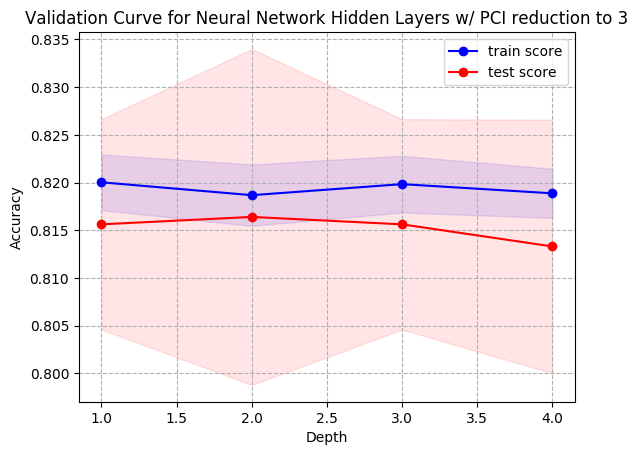 Validation Curve for Neural Network Hidden Layers w/ PCI reduction to 3
train score
test score
Accuracy
0.835
0.830
0.825
0.820
0.815
0.810
0.805
0.800
1.0 1.5 2.0 2.5 3.0 3.5 4.0
Depth